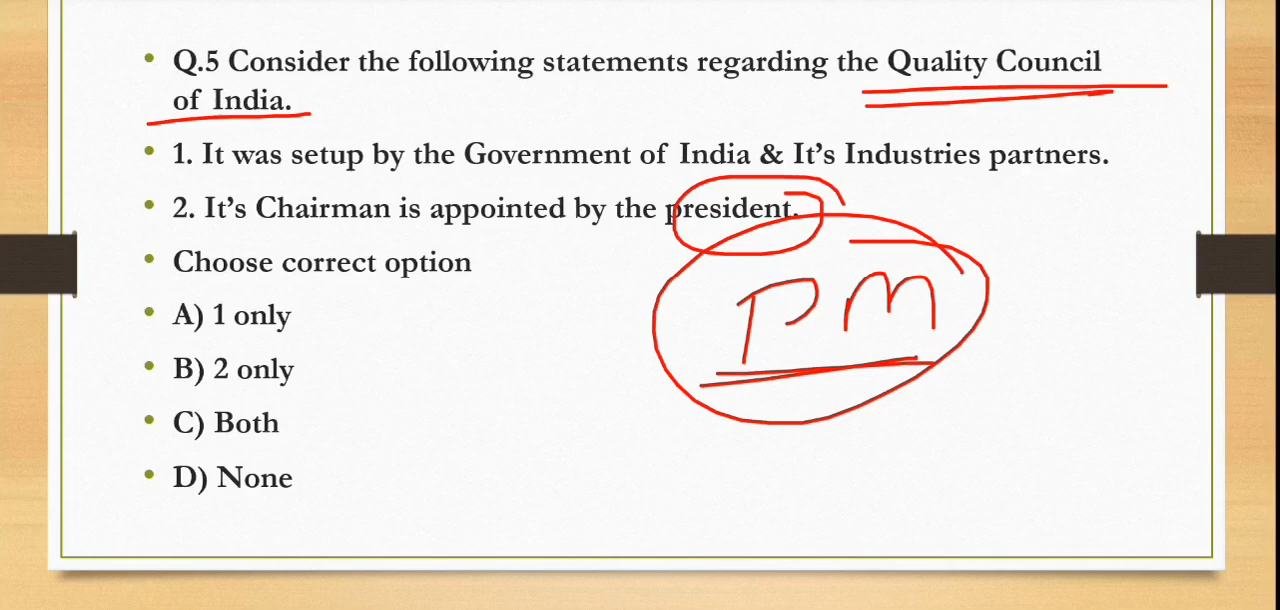 • Q.5 Consider the following statements regarding the Quality Council
of India.
• 1. It was setup by the Government of India & It's Industries partners.
• 2. It's Chairman is appointed by the president.
• Choose correct option
PM
• A) 1 only
• B) 2 only
• C) Both
• D) None